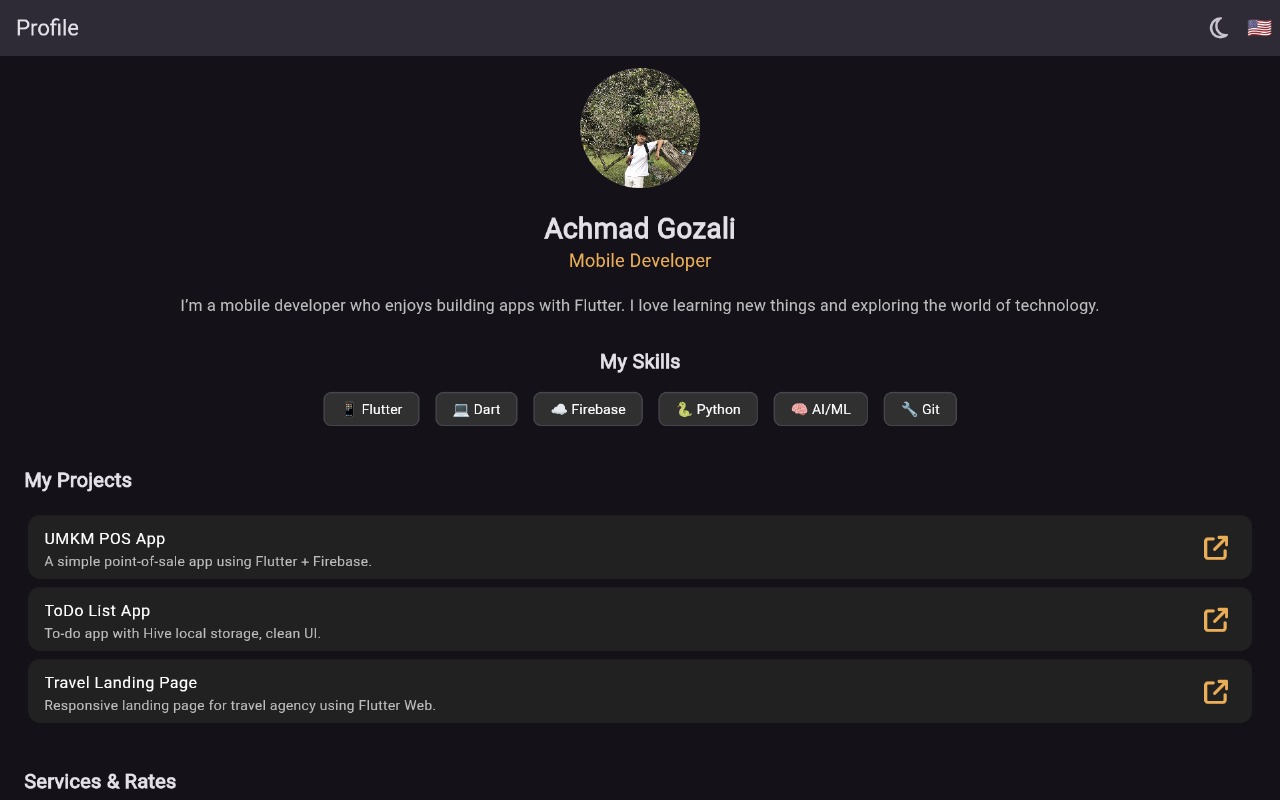 Profile
Achmad Gozali
Mobile Developer
I'm a mobile developer who enjoys building apps with Flutter. I love learning new things and exploring the world of technology.
My Skills
📱 Flutter 💻 Dart ☁️ Firebase 🐍 Python 🧠 AI/ML 🔧 Git
My Projects
UMKM POS App
A simple point-of-sale app using Flutter + Firebase.
ToDo List App
To-do app with Hive local storage, clean UI.
Travel Landing Page
Responsive landing page for travel agency using Flutter Web.
Services & Rates